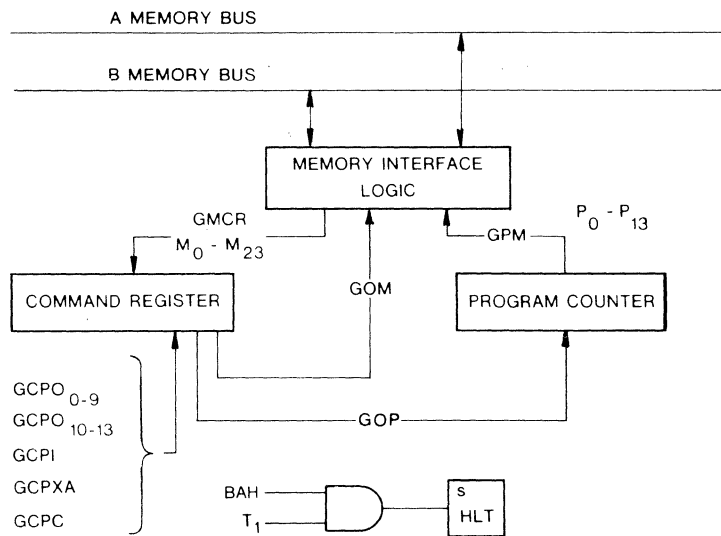 A MEMORY BUS
B MEMORY BUS
MEMORY INTERFACE
LOGIC
GMCR
M0 - M23
P0 - P13
GPM
COMMAND REGISTER
GOM
PROGRAM COUNTER
GCPO0-9
GCPO10-13
GCPI
GCPXA
GCPC
GOP
BAH
T1
S
HLT